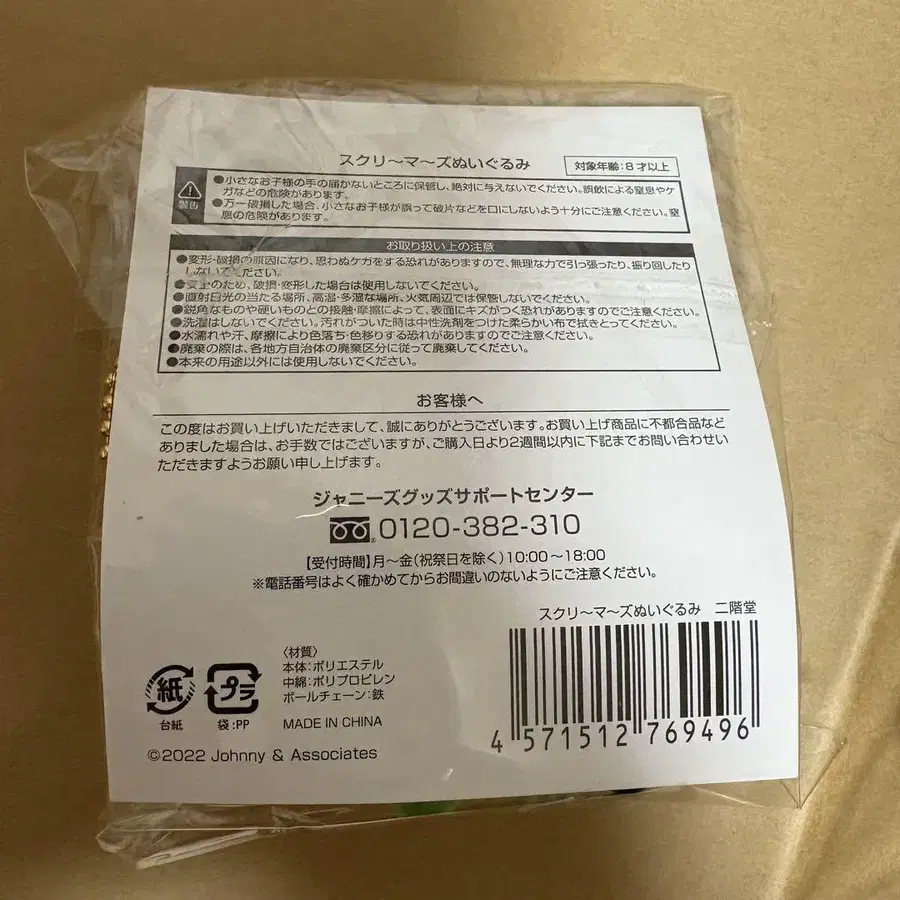 スクリ〜マ〜ズぬいぐるみ
対象年齢:8才以上
警告
●小さなお子様の手の届かないところに保管し、絶対に与えないでください。誤飲による窒息やケ
ガなどの危険があります。
●万一破損した場合、小さなお子様が誤って破片などを口にしないよう十分にご注意ください。窒
息の危険があります。
お取り扱い上の注意
●変形・破損の原因になり、思わぬケガをする恐れがありますので、無理な力で引っ張ったり、振り回したり
しないでください。
●安全のため、破損・変形した場合は使用しないでください。
●直射日光の当たる場所、高温・多湿な場所、火気周辺では保管しないでください。
●鋭角なものや硬いものとの接触・摩擦によって、表面にキズがつく恐れがあります。
●洗濯はしないでください。汚れがついた時は中性洗剤をつけた柔らかい布で拭きとってください。
●水濡れや汗、摩擦により色落ち・色移りする恐れがありますのでご注意ください。
●廃棄の際は、各地方自治体の廃棄区分に従って廃棄してください。
●本来の用途以外には使用しないでください。
お客様へ
この度はお買い上げいただきまして、誠にありがとうございます。お買い上げ商品に不都合品など
ありました場合は、お手数ではございますが、ご購入日より2週間以内に下記までお問い合わせい
ただきますようお願い申し上げます。
ジャニーズグッズサポートセンター
0120-382-310
【受付時間】月〜金(祝祭日を除く)10:00〜18:00
※電話番号はよく確かめてからお間違いのないようにご注意ください。
スクリ〜マ〜ズぬいぐるみ 二階堂
〈材質〉
本体:ポリエステル
中綿:ポリプロピレン
ボールチェーン:鉄
紙
台紙
プラ
袋:PP
MADE IN CHINA
©2022 Johnny & Associates
4 571512 769496